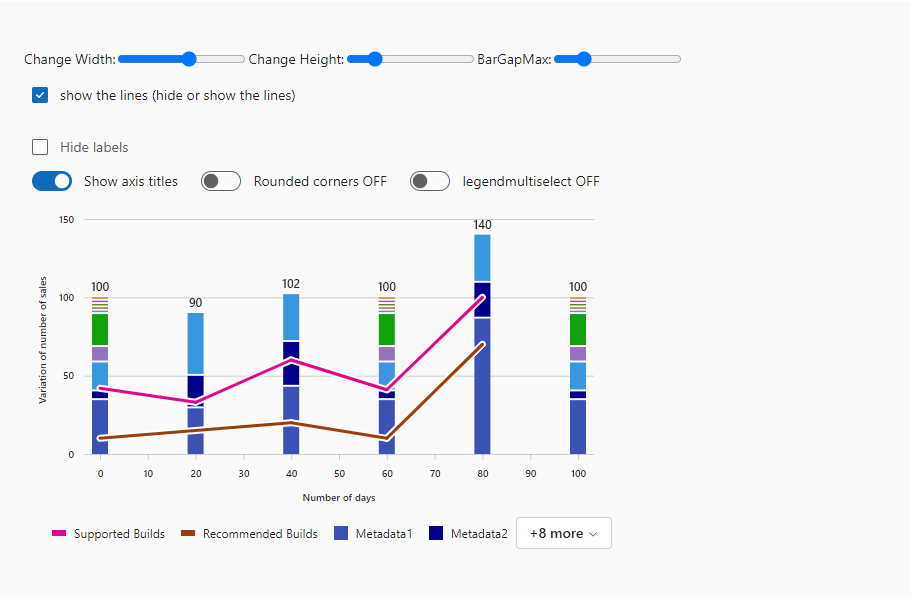 Change Width: Change Height: BarGapMax:
show the lines (hide or show the lines)
Hide labels
Show axis titles Rounded corners OFF legendmultiselect OFF
150
140
100 100 90 102 100 100
50
0
Variation of number of sales
0 10 20 30 40 50 60 70 80 90 100
Number of days
Supported Builds Recommended Builds Metadata1 Metadata2 +8 more